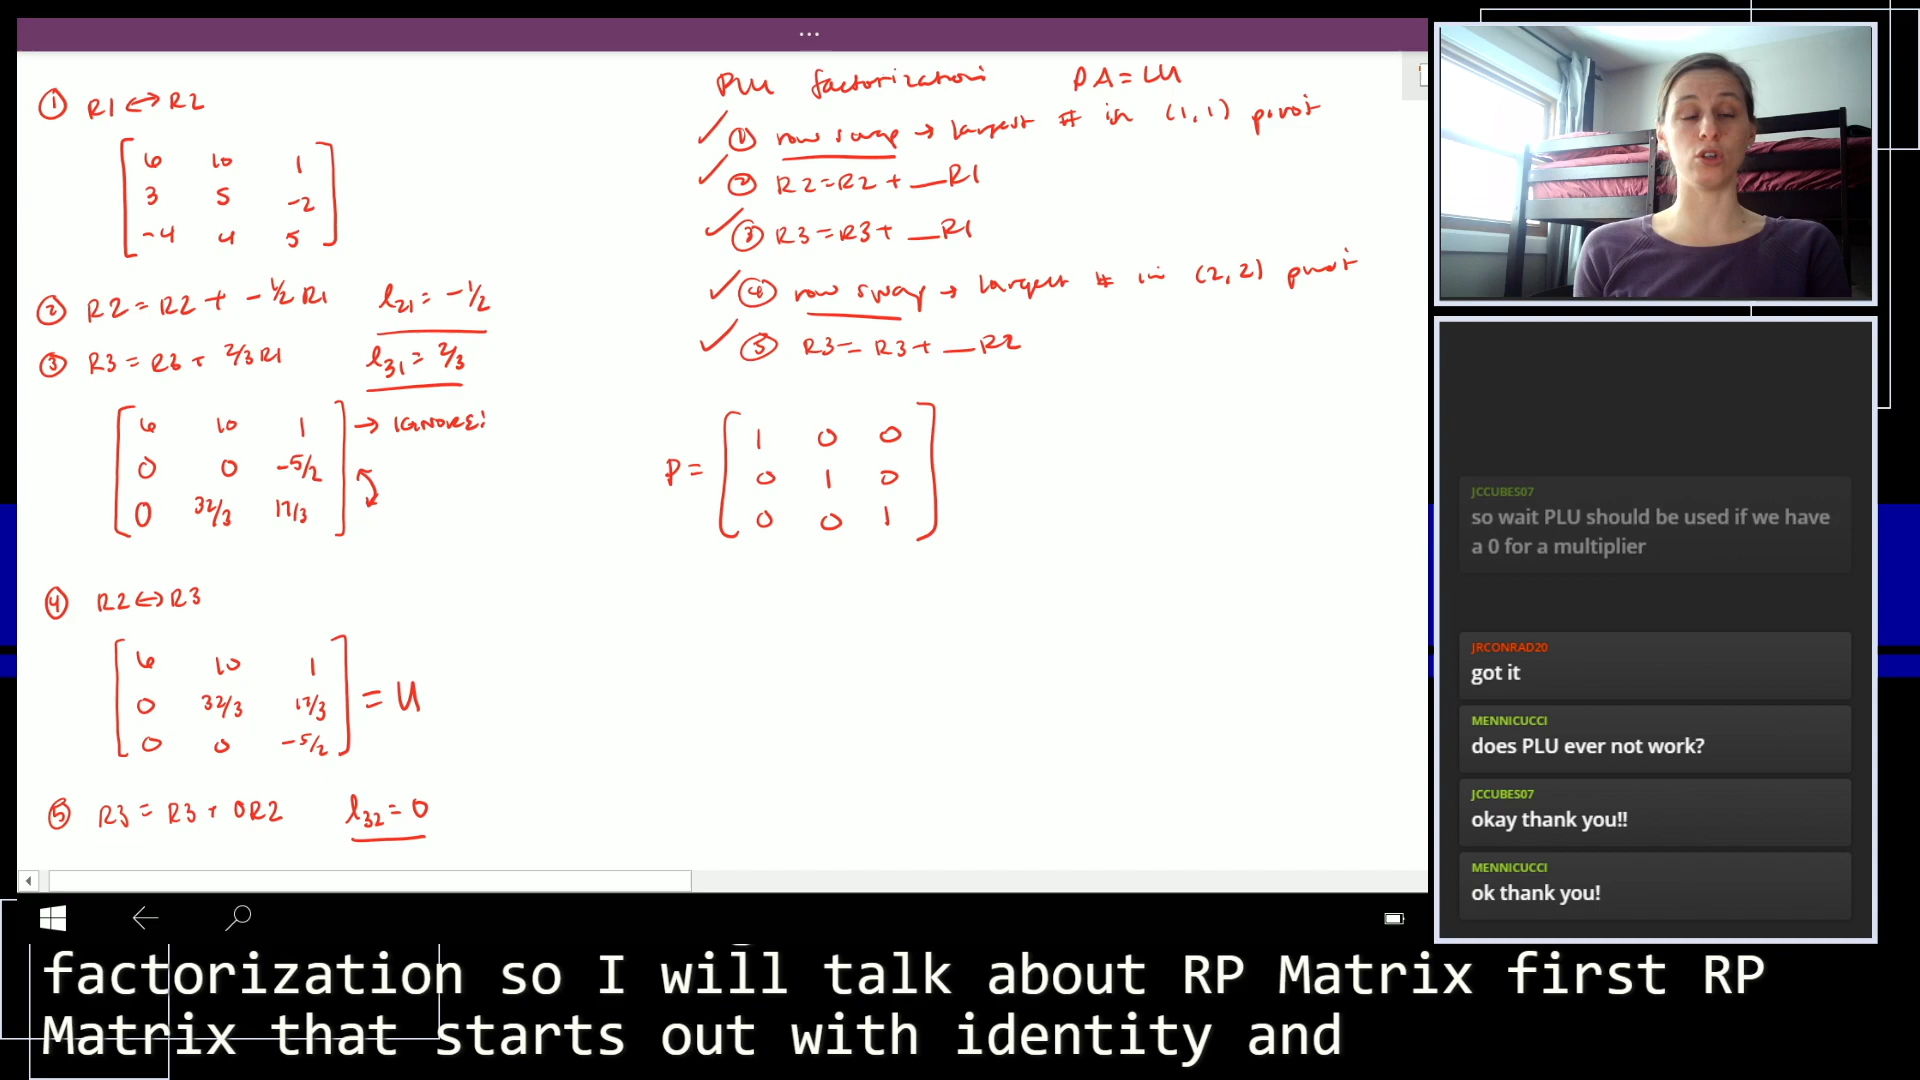 ...
① R1 ↔ R2
[ 6 10 1
3 5 -2
-4 4 5 ]
② R2 = R2 + -1/2 R1 l21 = -1/2
③ R3 = R3 + 2/3 R1 l31 = 2/3
[ 6 10 1 ] → IGNORE!
0 0 -5/2
0 32/3 17/3 ]
④ R2 ↔ R3
[ 6 10 1
0 32/3 17/3 ] = U
0 0 -5/2 ]
⑤ R3 = R3 + 0R2 l32 = 0
PLU factorization PA = LU
✓ ① row swap → largest # in (1,1) pivot
✓ ② R2 = R2 + __R1
✓ ③ R3 = R3 + __R1
✓ ④ row swap → largest # in (2,2) pivot
✓ ⑤ R3 = R3 + __R2
P = [ 1 0 0
0 1 0
0 0 1 ]
JCCUBES07
so wait PLU should be used if we have
a 0 for a multiplier
JRCONRAD20
got it
MENNICUCCI
does PLU ever not work?
JCCUBES07
okay thank you!!
MENNICUCCI
ok thank you!
factorization so I will talk about RP Matrix first RP
Matrix that starts out with identity and